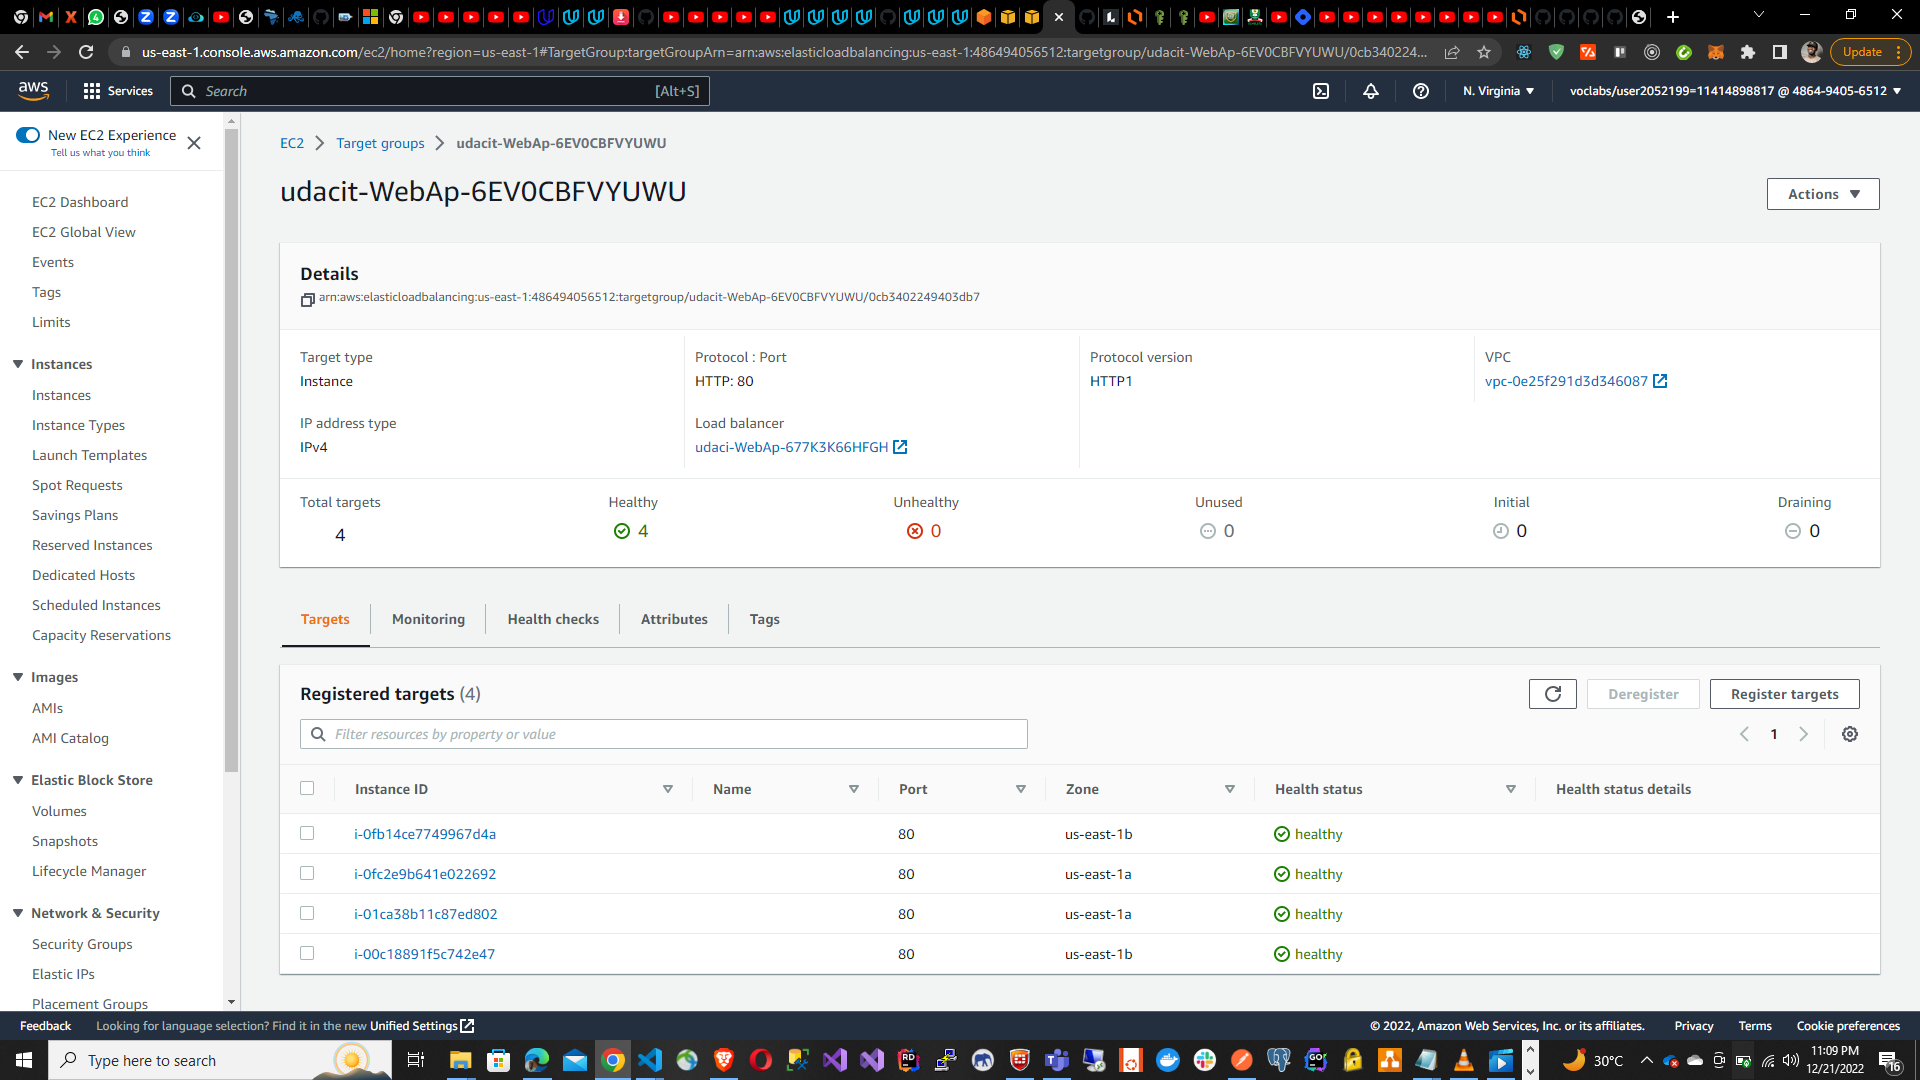 us-east-1.console.aws.amazon.com/ec2/home?region=us-east-1#TargetGroup:targetGroupArn=arn:aws:elasticloadbalancing:us-east-1:486494056512:targetgroup/udacit-WebAp-6EV0CBFVYUWU/0cb340224...
Update
aws
Services
Search
[Alt+S]
N. Virginia
voclabs/user2052199=11414898817 @ 4864-9405-6512
New EC2 Experience
Tell us what you think
EC2 Dashboard
EC2 Global View
Events
Tags
Limits
Instances
Instances
Instance Types
Launch Templates
Spot Requests
Savings Plans
Reserved Instances
Dedicated Hosts
Scheduled Instances
Capacity Reservations
Images
AMIs
AMI Catalog
Elastic Block Store
Volumes
Snapshots
Lifecycle Manager
Network & Security
Security Groups
Elastic IPs
Placement Groups
EC2
Target groups
udacit-WebAp-6EV0CBFVYUWU
udacit-WebAp-6EV0CBFVYUWU
Actions
Details
arn:aws:elasticloadbalancing:us-east-1:486494056512:targetgroup/udacit-WebAp-6EV0CBFVYUWU/0cb3402249403db7
Target type
Instance
Protocol : Port
HTTP: 80
Protocol version
HTTP1
VPC
vpc-0e25f291d3d346087
IP address type
IPv4
Load balancer
udaci-WebAp-677K3K66HFGH
Total targets
4
Healthy
4
Unhealthy
0
Unused
0
Initial
0
Draining
0
Targets
Monitoring
Health checks
Attributes
Tags
Registered targets (4)
Deregister
Register targets
Filter resources by property or value
1
Instance ID
Name
Port
Zone
Health status
Health status details
i-0fb14ce7749967d4a 80 us-east-1b healthy
i-0fc2e9b641e022692 80 us-east-1a healthy
i-01ca38b11c87ed802 80 us-east-1a healthy
i-00c18891f5c742e47 80 us-east-1b healthy
Feedback
Looking for language selection? Find it in the new Unified Settings
© 2022, Amazon Web Services, Inc. or its affiliates.
Privacy
Terms
Cookie preferences
Type here to search
30°C
11:09 PM
12/21/2022
16